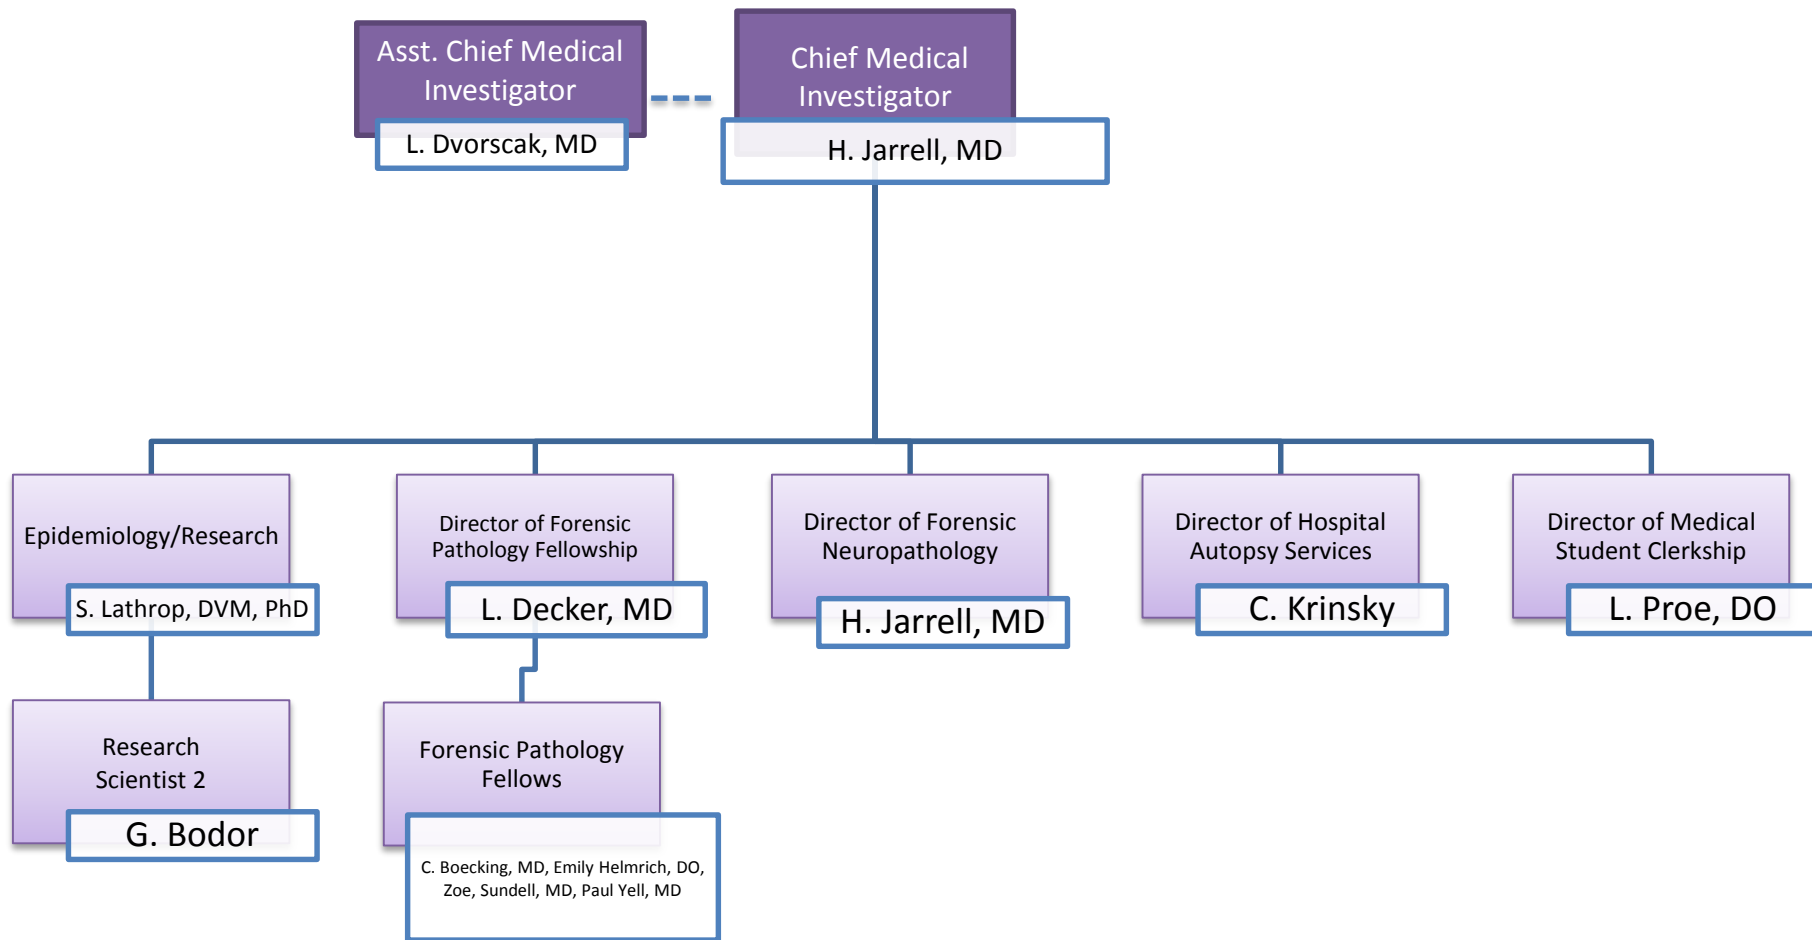 Asst. Chief Medical
Investigator
L. Dvorscak, MD
Chief Medical
Investigator
H. Jarrell, MD
Epidemiology/Research
S. Lathrop, DVM, PhD
Director of Forensic
Pathology Fellowship
L. Decker, MD
Director of Forensic
Neuropathology
H. Jarrell, MD
Director of Hospital
Autopsy Services
C. Krinsky
Director of Medical
Student Clerkship
L. Proe, DO
Research
Scientist 2
G. Bodor
Forensic Pathology
Fellows
C. Boecking, MD, Emily Helmrich, DO,
Zoe, Sundell, MD, Paul Yell, MD